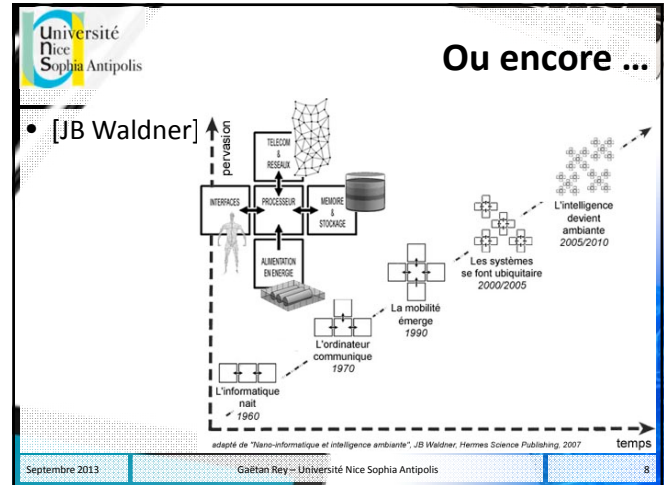 Université
Nice
Sophia Antipolis
Ou encore …
• [JB Waldner]
pervasion
TELECOM
&
RESEAUX
INTERFACES
PROCESSEUR
MEMOIRE
&
STOCKAGE
ALIMENTATION
EN ENERGIE
L'intelligence
devient
ambiante
2005/2010
Les systèmes
se font ubiquitaire
2000/2005
La mobilité
émerge
1990
L'ordinateur
communique
1970
L'informatique
nait
1960
temps
adapté de "Nano-informatique et intelligence ambiante", JB Waldner, Hermes Science Publishing, 2007
Septembre 2013
Gaëtan Rey – Université Nice Sophia Antipolis
8